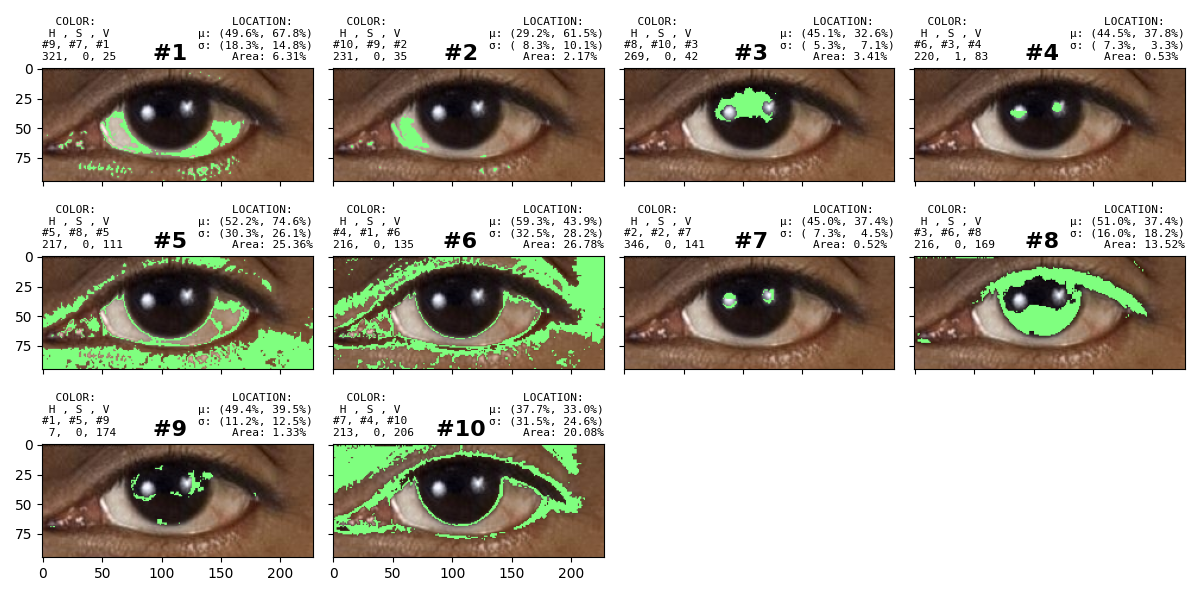 COLOR: LOCATION:
H , S , V μ: (49.6%, 67.8%)
#9, #7, #1 #1 σ: (18.3%, 14.8%)
321, 0, 25 Area: 6.31%
COLOR: LOCATION:
H , S , V μ: (29.2%, 61.5%)
#10, #9, #2 #2 σ: ( 8.3%, 10.1%)
231, 0, 35 Area: 2.17%
COLOR: LOCATION:
H , S , V μ: (45.1%, 32.6%)
#8, #10, #3 #3 σ: ( 5.3%, 7.1%)
269, 0, 42 Area: 3.41%
COLOR: LOCATION:
H , S , V μ: (44.5%, 37.8%)
#6, #3, #4 #4 σ: ( 7.3%, 3.3%)
220, 1, 83 Area: 0.53%
0
25
50
75
COLOR: LOCATION:
H , S , V μ: (52.2%, 74.6%)
#5, #8, #5 #5 σ: (30.3%, 26.1%)
217, 0, 111 Area: 25.36%
COLOR: LOCATION:
H , S , V μ: (59.3%, 43.9%)
#4, #1, #6 #6 σ: (32.5%, 28.2%)
216, 0, 135 Area: 26.78%
COLOR: LOCATION:
H , S , V μ: (45.0%, 37.4%)
#2, #2, #7 #7 σ: ( 7.3%, 4.5%)
346, 0, 141 Area: 0.52%
COLOR: LOCATION:
H , S , V μ: (51.0%, 37.4%)
#3, #6, #8 #8 σ: (16.0%, 18.2%)
216, 0, 169 Area: 13.52%
0
25
50
75
COLOR: LOCATION:
H , S , V μ: (49.4%, 39.5%)
#1, #5, #9 #9 σ: (11.2%, 12.5%)
7, 0, 174 Area: 1.33%
COLOR: LOCATION:
H , S , V μ: (37.7%, 33.0%)
#7, #4, #10 #10 σ: (31.5%, 24.6%)
213, 0, 206 Area: 20.08%
0
25
50
75
0 50 100 150 200
0 50 100 150 200